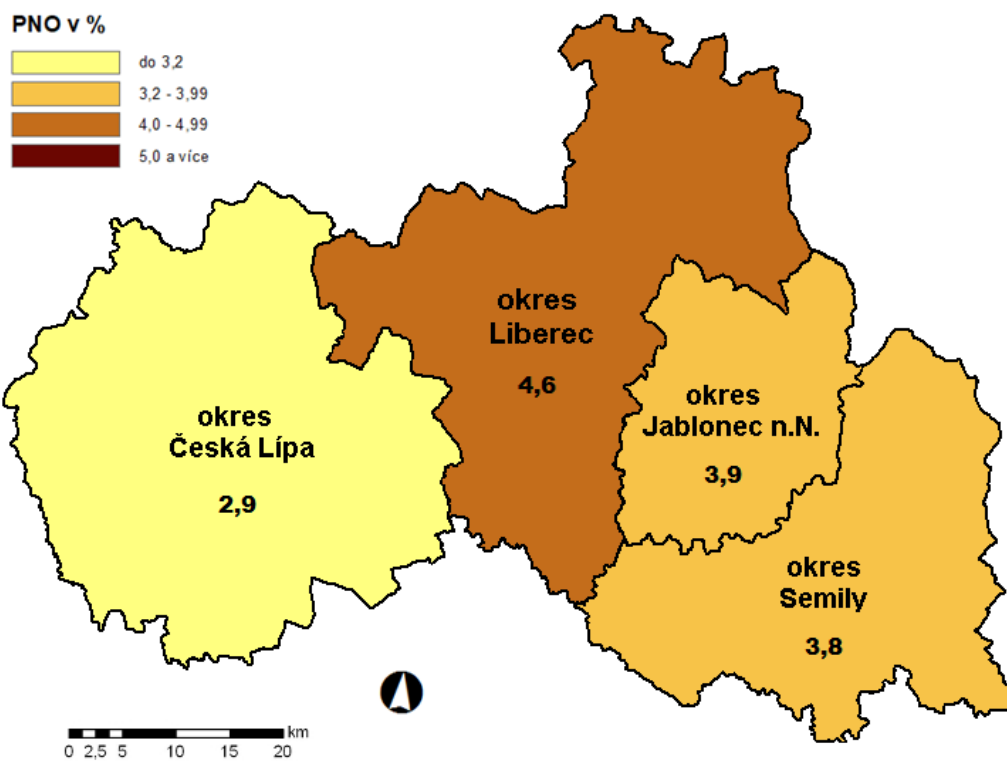 PNO v %
do 3,2
3,2 - 3,99
4,0 - 4,99
5,0 a více
okres
Liberec
4,6
okres
Jablonec n.N.
3,9
okres
Česká Lípa
2,9
okres
Semily
3,8
km
0 2,5 5 10 15 20